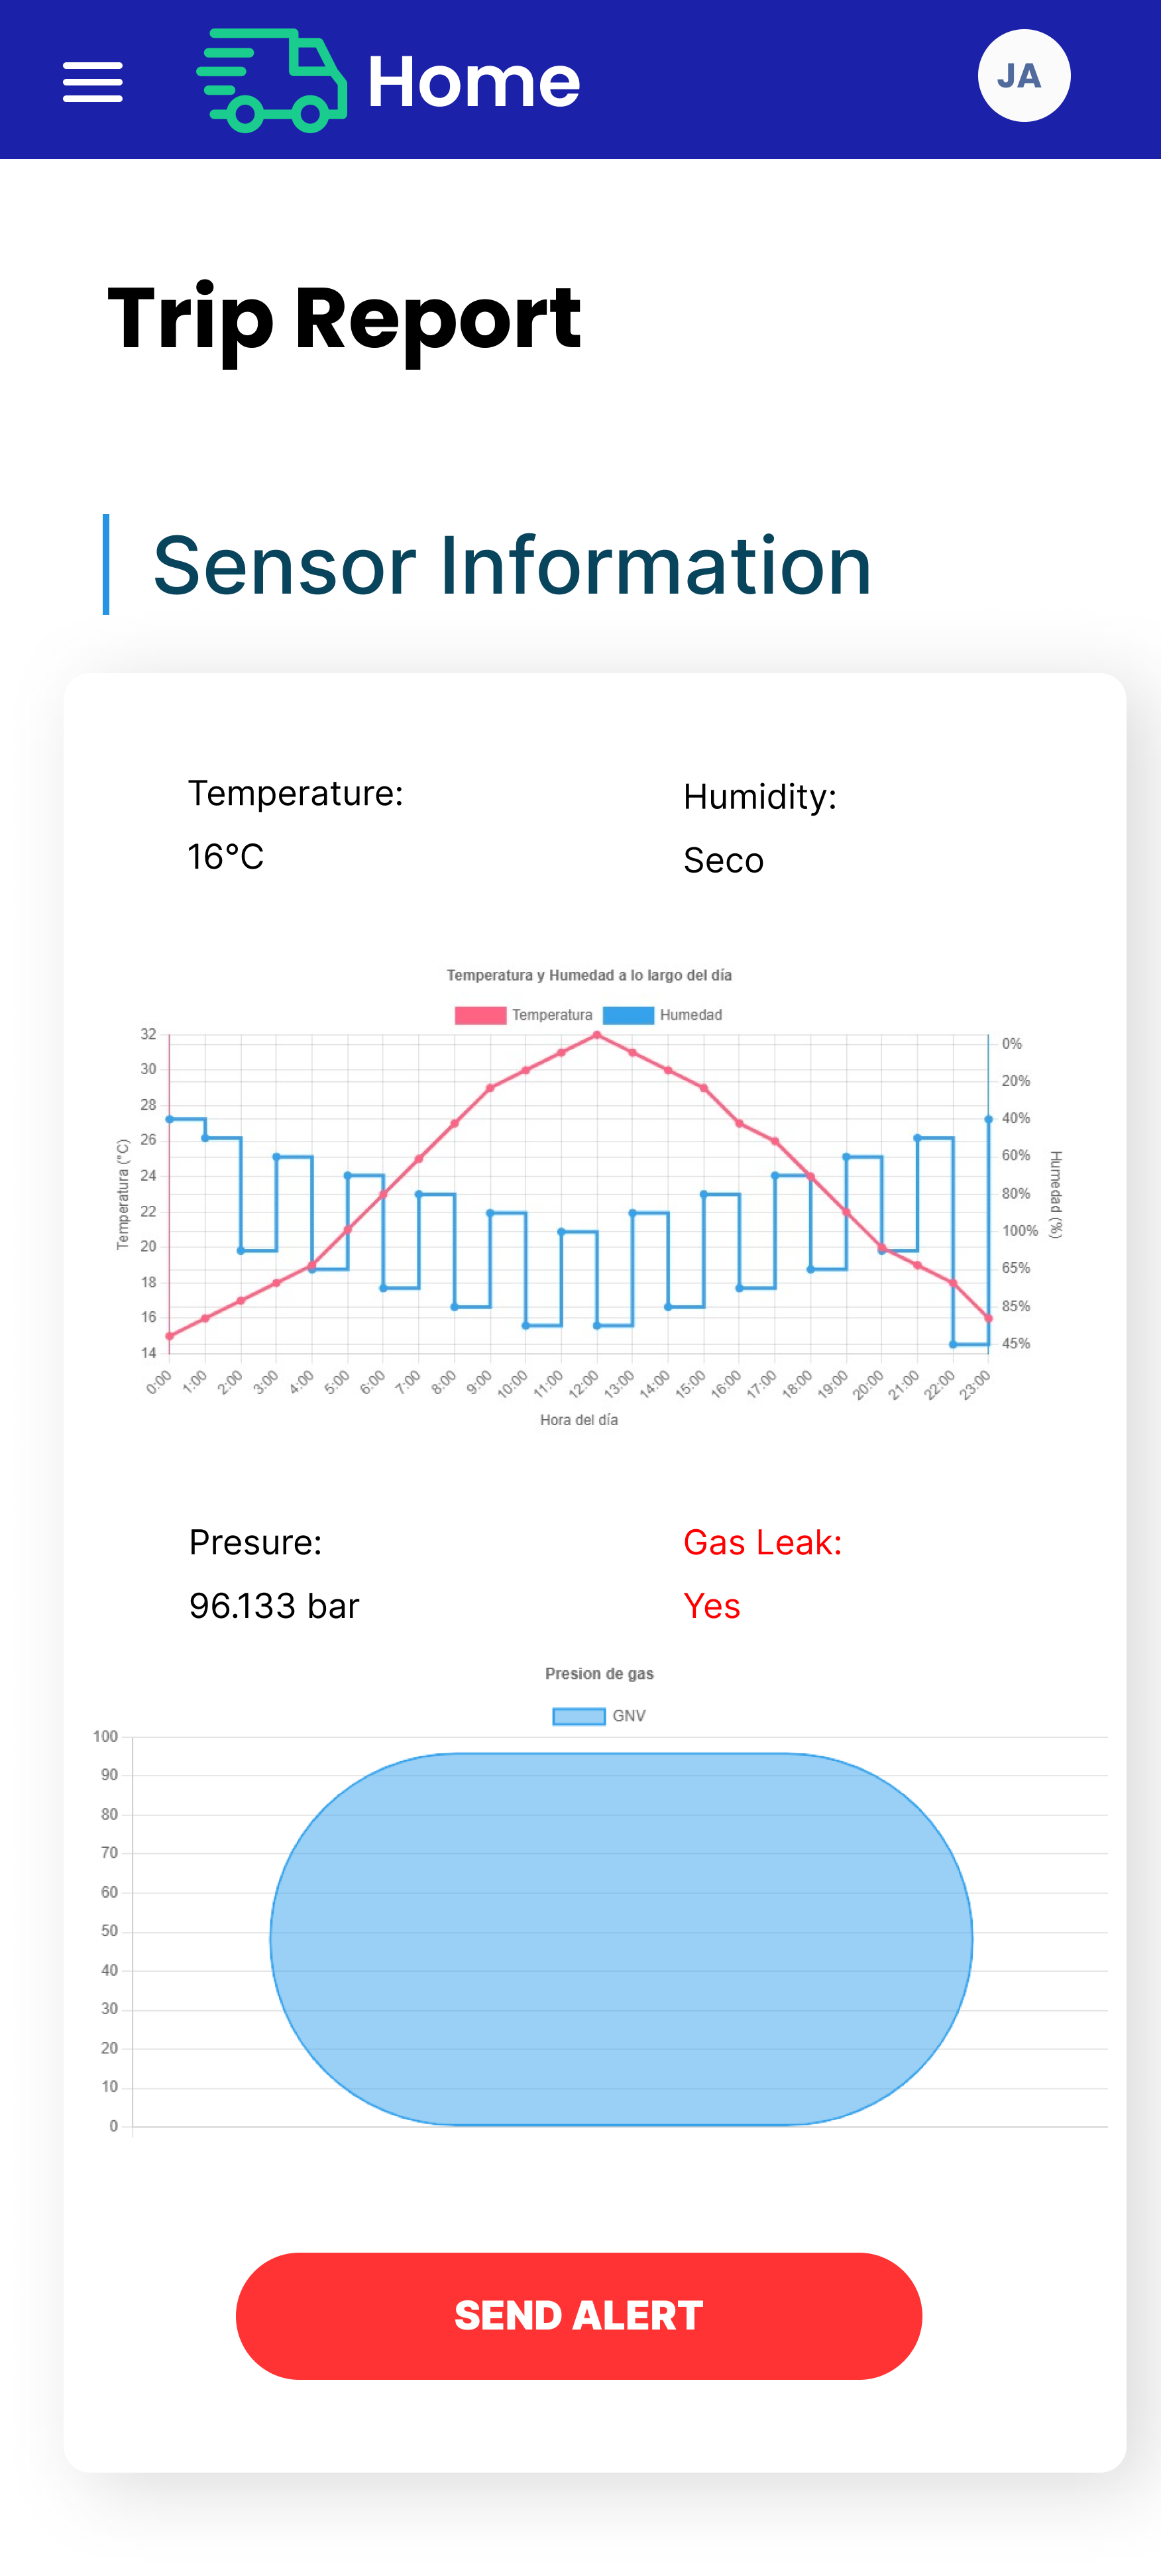 Home
JA
Trip Report
Sensor Information
Temperature:
16°C
Humidity:
Seco
Temperatura y Humedad a lo largo del día
Temperatura Humedad
32
30
28
26
24
22
20
18
16
14
Temperatura (°C)
0%
20%
40%
60%
80%
100%
65%
85%
45%
Humedad (%)
0:00 1:00 2:00 3:00 4:00 5:00 6:00 7:00 8:00 9:00 10:00 11:00 12:00 13:00 14:00 15:00 16:00 17:00 18:00 19:00 20:00 21:00 22:00 23:00
Hora del día
Presure:
96.133 bar
Gas Leak:
Yes
Presion de gas
GNV
100
90
80
70
60
50
40
30
20
10
0
SEND ALERT